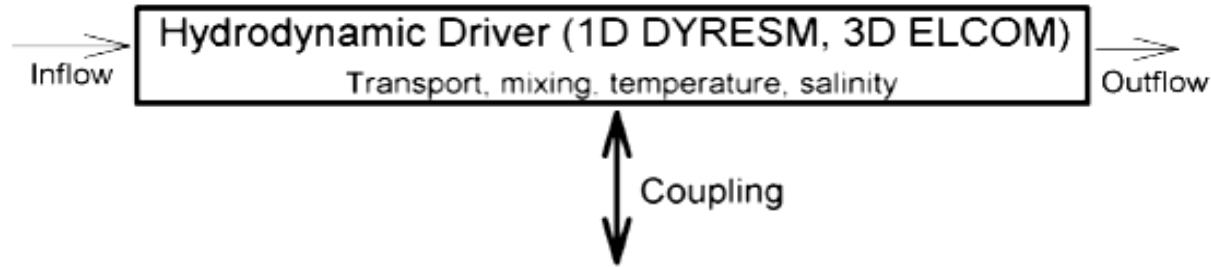 Hydrodynamic Driver (1D DYRESM, 3D ELCOM)
Inflow
Transport, mixing. temperature, salinity
Outflow
Coupling